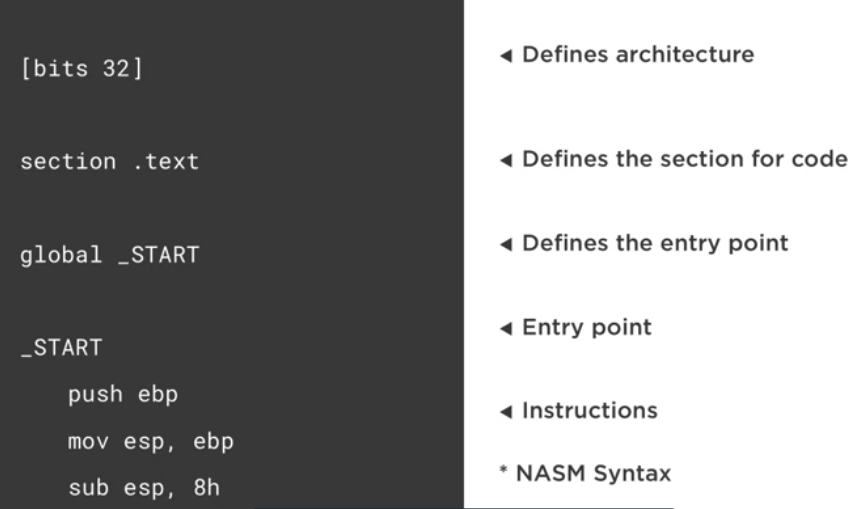 [bits 32]
◄ Defines architecture
section .text
◄ Defines the section for code
global _START
◄ Defines the entry point
_START
◄ Entry point
push ebp
mov esp, ebp
◄ Instructions
sub esp, 8h
* NASM Syntax